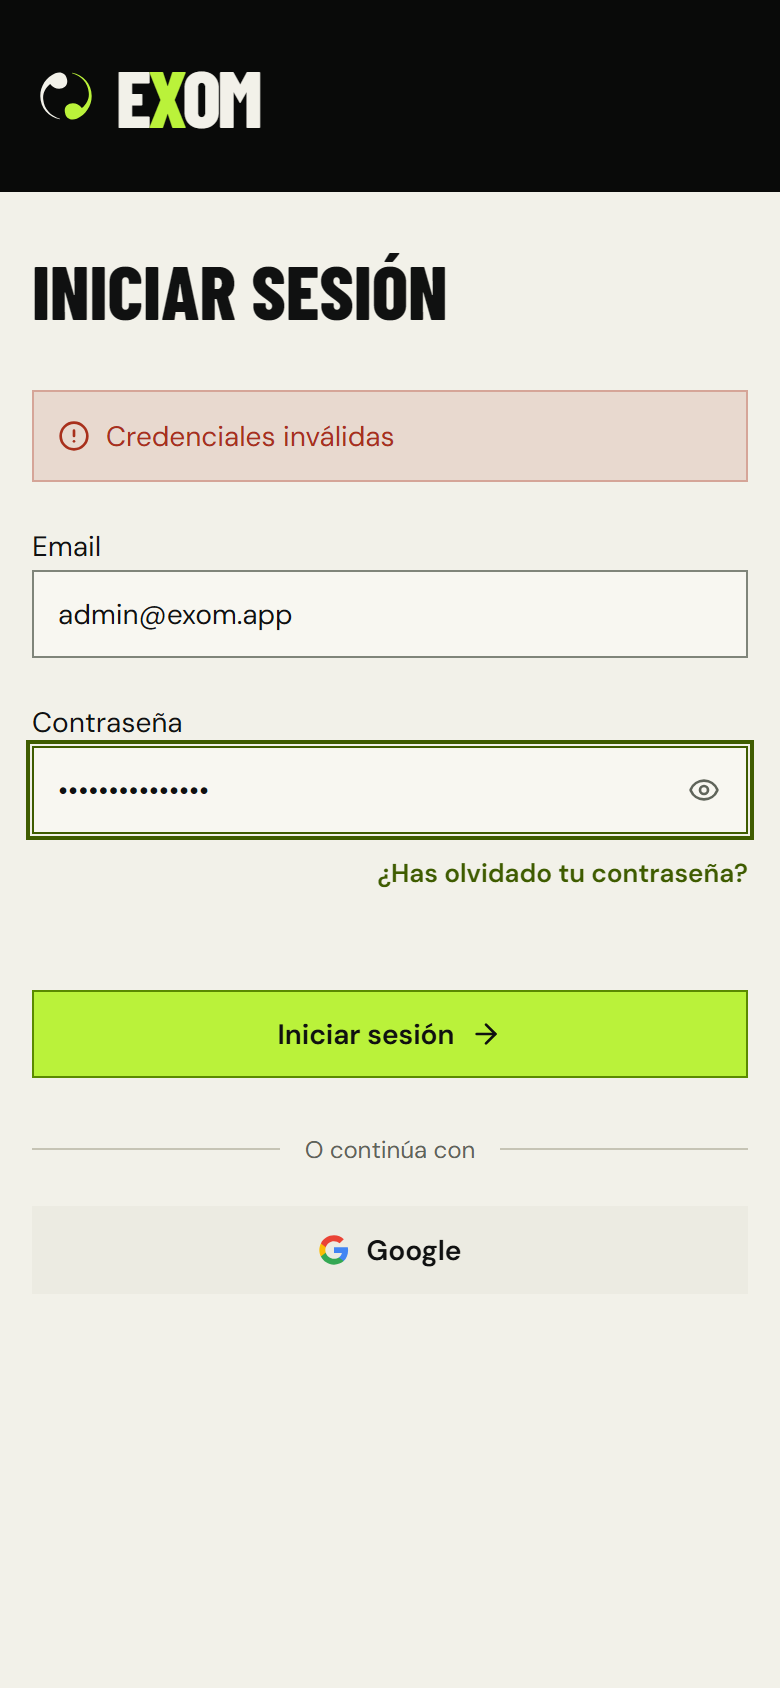 EXOM
INICIAR SESIÓN
Credenciales inválidas
Email
admin@exom.app
Contraseña
•••••••••••••••
¿Has olvidado tu contraseña?
Iniciar sesión →
O continúa con
Google